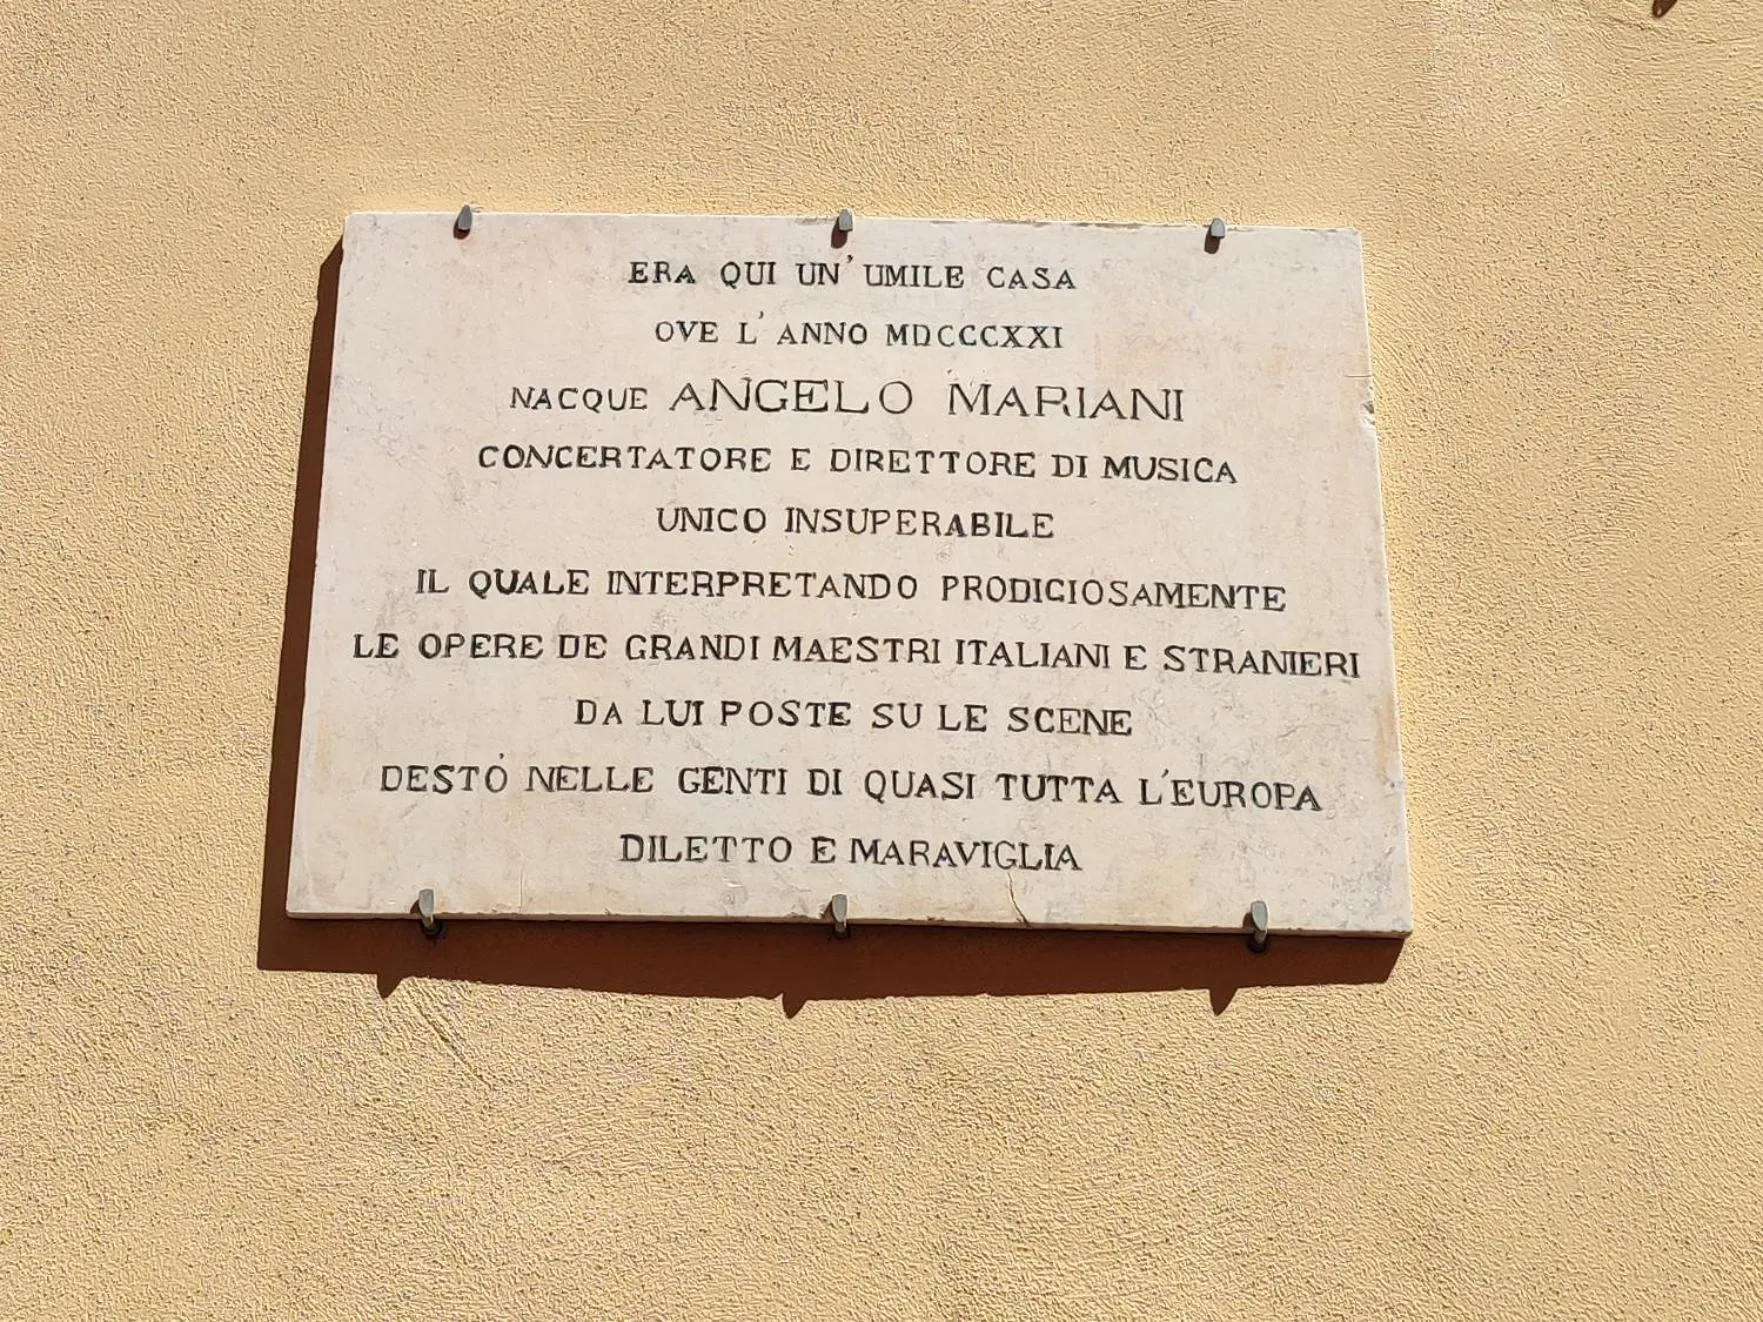 ERA QUI UN' UMILE CASA
OVE L' ANNO MDCCCXXI
NACQUE ANGELO MARIANI
CONCERTATORE E DIRETTORE DI MUSICA
UNICO INSUPERABILE
IL QUALE INTERPRETANDO PRODIGIOSAMENTE
LE OPERE DE GRANDI MAESTRI ITALIANI E STRANIERI
DA LUI POSTE SU LE SCENE
DESTÒ NELLE GENTI DI QUASI TUTTA L'EUROPA
DILETTO E MARAVIGLIA